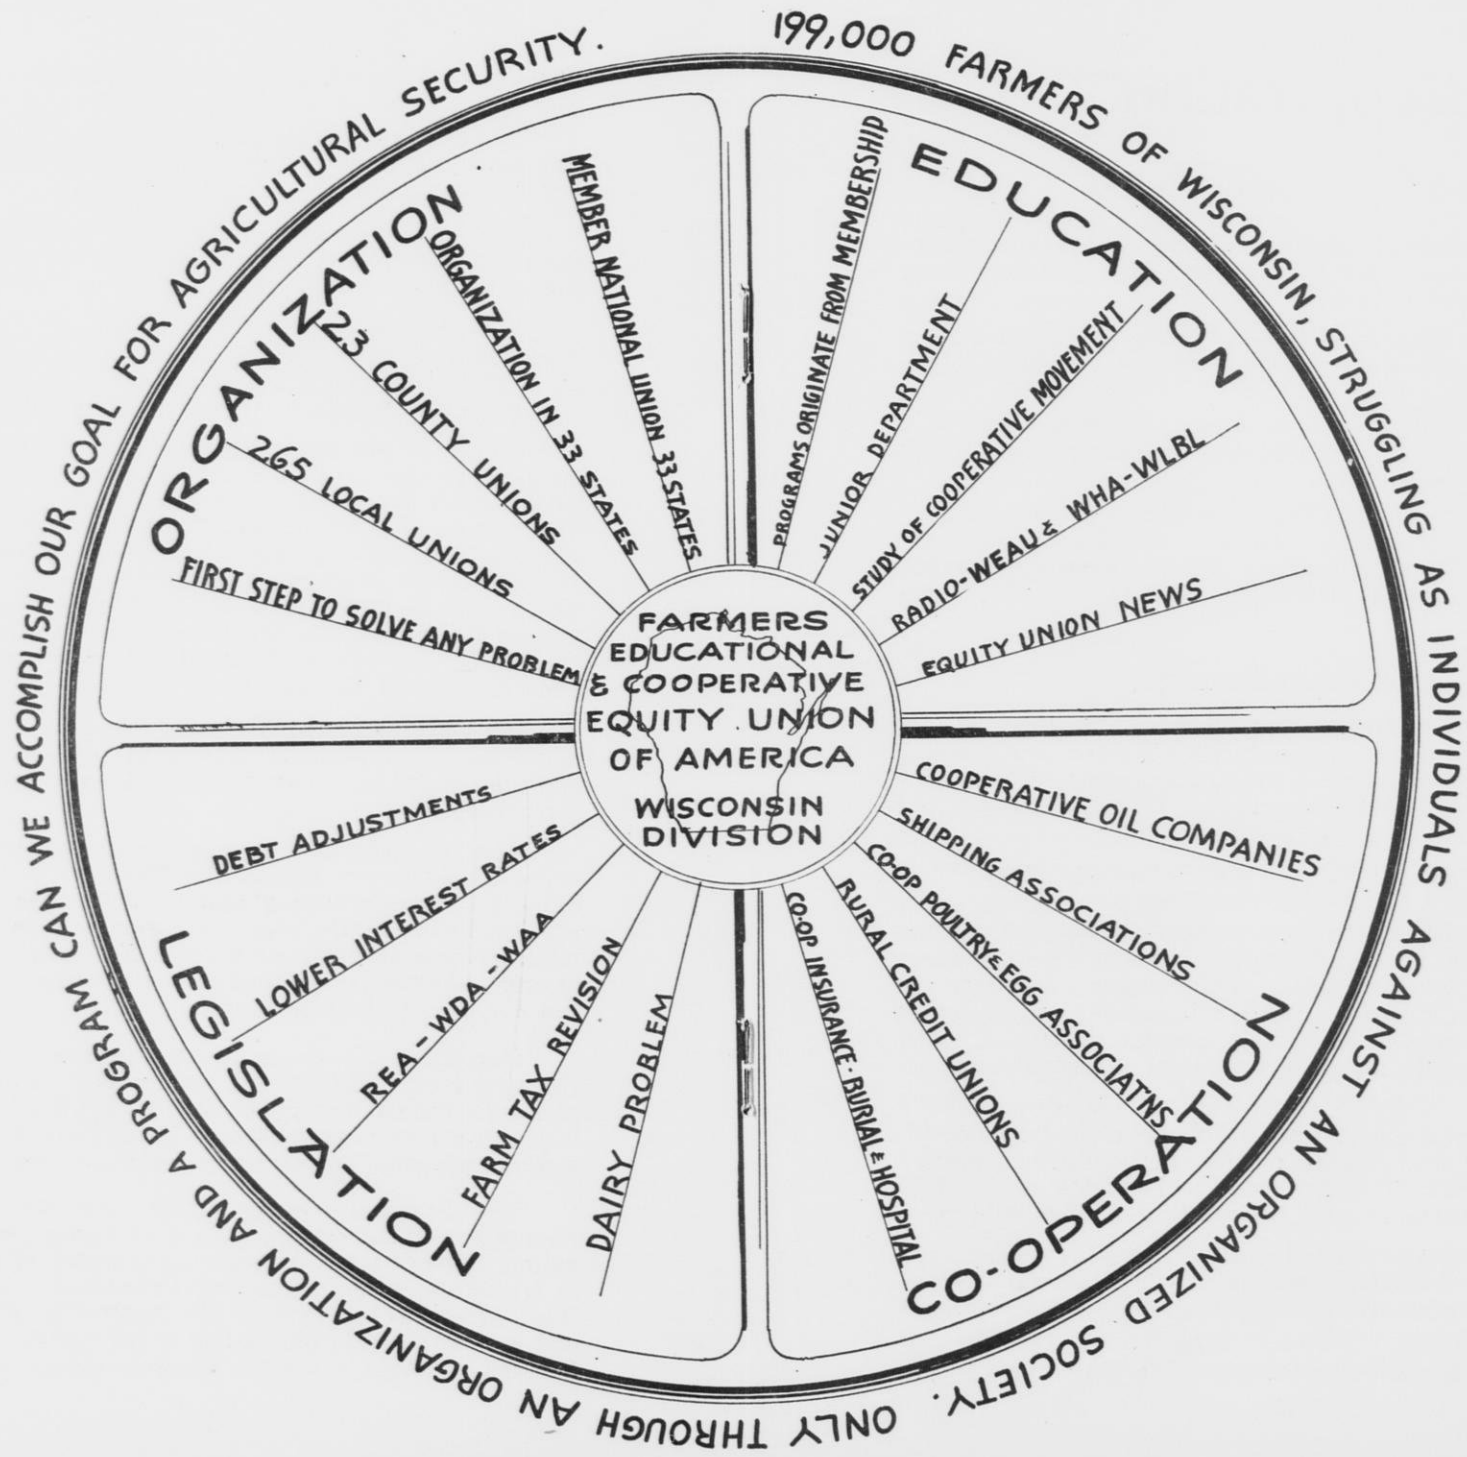 199,000 FARMERS OF WISCONSIN, STRUGGLING AS INDIVIDUALS AGAINST AN ORGANIZED SOCIETY. ONLY THROUGH AN ORGANIZATION AND A PROGRAM CAN WE ACCOMPLISH OUR GOAL FOR AGRICULTURAL SECURITY.
EDUCATION
PROGRAMS ORIGINATE FROM MEMBERSHIP
JUNIOR DEPARTMENT
STUDY OF COOPERATIVE MOVEMENT
RADIO-WEAU & WHA-WLBL
EQUITY UNION NEWS
CO-OPERATION
COOPERATIVE OIL COMPANIES
SHIPPING ASSOCIATIONS
CO-OP POULTRY & EGG ASSOCIATNS
RURAL CREDIT UNIONS
CO-OP INSURANCE - BURIAL & HOSPITAL
LEGISLATION
DAIRY PROBLEM
FARM TAX REVISION
REA - WDA - WAA
LOWER INTEREST RATES
DEBT ADJUSTMENTS
ORGANIZATION
FIRST STEP TO SOLVE ANY PROBLEM
265 LOCAL UNIONS
23 COUNTY UNIONS
ORGANIZATION IN 33 STATES
MEMBER NATIONAL UNION 33 STATES
FARMERS
EDUCATIONAL
& COOPERATIVE
EQUITY UNION
OF AMERICA
WISCONSIN
DIVISION